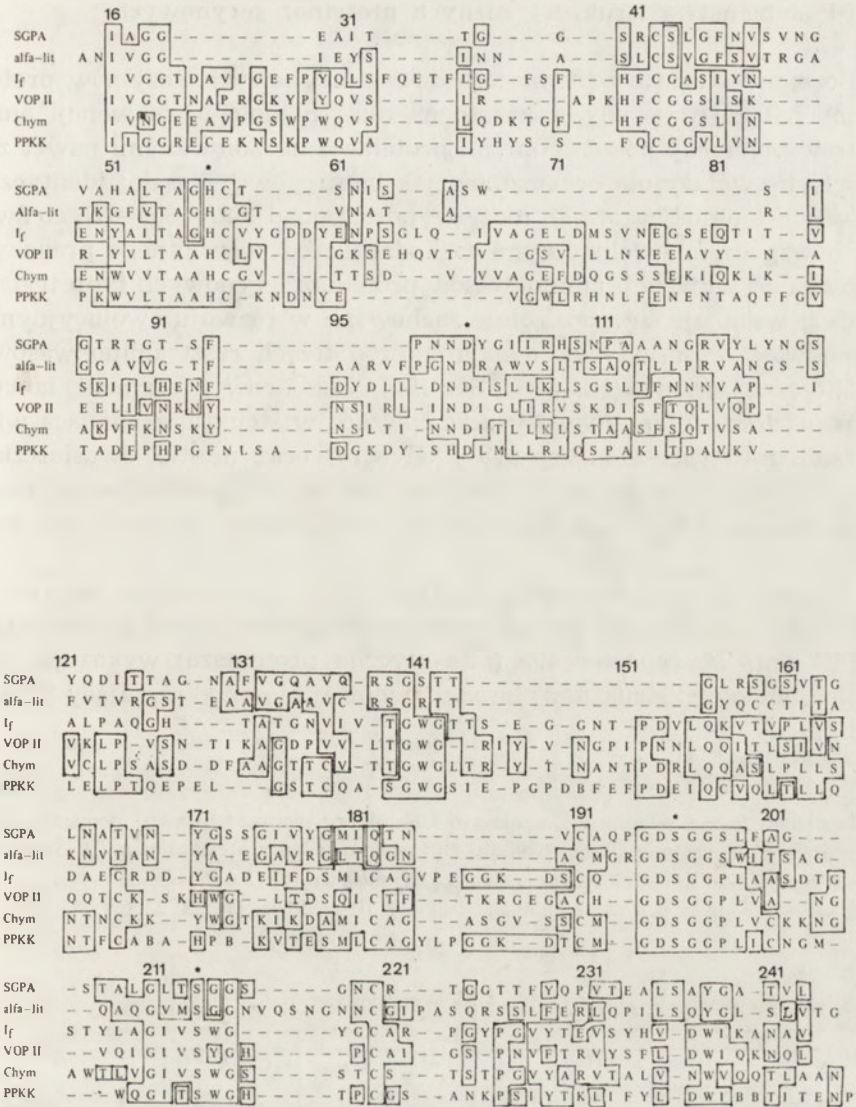 16 31 41
SGPA I A G G - - - - - - - - - E A I T - - - - - T G - - - G - - S R C S L G F N V S V N G
alfa-lit A N I V G G - - - - - - - - - I E Y S - - - - - I N N - - A - - S L C S V G F S V T R G A
If I V G G T D A V L G E F P Y Q L S F Q E T F L G - F S F - - - H F C G A S I Y N -
VOP II I V G G T N A P R G K Y P Y Q V S - - - - - L R - - - - A P K H F C G G S I S K -
Chym I V N G E E A V P G S W P W Q V S - - - - - L Q D K T G F - - - H F C G G S L I N -
PPKK I I G G R E C E K N S K P W Q V A - - - - - I Y H Y S - S - - - F Q C G G V L V N -
51 • 61 71 81
SGPA V A H A L T A G H C T - - - - - S N I S - - A S W - - - - - - - - - - - - - - S - I
Alfa-lit T K G F V T A G H C G T - - - - V N A T - - A - - - - - - - - - - - - - - - - R - I
If E N Y A I T A G H C V Y G D D Y E N P S G L Q - I V A G E L D M S V N E G S E Q T I T - V
VOP II R - Y V L T A A H C L V - - - - G K S E H Q V T - V - - G S V - L L N K E E A V Y - - N - A
Chym E N W V V T A A H C G V - - - - T T S D - - V - V V A G E F D Q G S S S E K I Q K L K - I
PPKK P K W V L T A A H C - K N D N Y E - - - - - - - - - V G W L R H N L F E N E N T A Q F F G V
91 95 • 111
SGPA G T R T G T - S F - - - - - - - - - - - - P N N D Y G I I R H S N P A A A N G R V Y L Y N G S
alfa-lit G G A V V G - T F - - - - - - - A A R V F P G N D R A W V S L T S A Q T L L P R V A N G S - S
If S K I I L H E N F - - - - - - - D Y D L L - D N D I S L L K L S G S L T F N N N V A P - - I
VOP II E E L I V N K N Y - - - - - - - N S I R L - I N D I G L I R V S K D I S F T Q L V Q P - - -
Chym A K V F K N S K Y - - - - - - - N S L T I - N N D I T L L K L S T A A S F S Q T V S A - - -
PPKK T A D F P H P G F N L S A - - - D G K D Y - S H D L M L L R L Q S P A K I T D A V K V - - -
121 131 141 151 161
SGPA Y Q D I T T A G - N A F V G Q A V Q - R S G S T T - - - - - - - - - - - - - - G L R S G S V T G
alfa-lit F V T V R G S T - E A A V G A A V C - R S G R T T - - - - - - - - - - - - - - G Y Q C C T I T A
If A L P A Q G H - - - - T A T G N V I V - T G W G T T S - E - G - G N T - P D V L Q K V T V P L V S
VOP II V K L P - V S N - T I K A G D P V V - L T G W G - - R I Y - V - N G P I P N N L Q Q I T L S I V N
Chym V C L P S A S D - D F A A G T T C V - T T G W G L T R - Y - T - N A N T P D R L Q Q A S L P L L S
PPKK L E L P T Q E P E L - - - G S T C Q A - S G W G S I E - P G P D B F E F P D E I Q C V Q L T L L Q
171 181 191 • 201
SGPA L N A T V N - - Y G S S G I V Y G M I Q T N - - - - - - - - - V C A Q P G D S G G S L F A G - - -
alfa-lit K N V T A N - - Y A - E G A V R G L T Q G N - - - - - - - - - A C M G R G D S G G S W I T S A G -
If D A E C R D D - Y G A D E I F D S M I C A G V P E G G K - D S C Q - - G D S G G P L A A S D T G
VOP II Q Q T C K - S K H W G - - L T D S Q I C T F - - T K R G E G A C H - - G D S G G P L V A - - N G
Chym N T N C K K - - Y W G T K I K D A M I C A G - - A S G V - S S C M - - G D S G G P L V C K K N G
PPKK N T F C A B A - H P B - K V T E S M L C A G Y L P G G K - D T C M - - G D S G G P L I C N G M -
211 • 221 231 241
SGPA - S T A L G L T S G G S - - - - - G N C R - - T G G T T F Y Q P V T E A L S A Y G A - T V L
alfa-lit - - Q A Q G V M S G G N V Q S N G N N C G I P A S Q R S S L F E R L Q P I L S Q Y G L - S L V T G
If S T Y L A G I V S W G - - - - - - Y G C A R - - P G Y P G V Y T E V S Y H V - D W I K A N A V
VOP II - - V Q I G I V S Y G H - - - - - P C A I - - G S - P N V F T R V Y S F L - D W I Q K N Q L
Chym A W T L V G I V S W G S - - - - - S T C S - - T S T P G V Y A R V T A L V - N W V Q Q T L A A N
PPKK - - - W Q G I T S W G H - - - - - T P C G S - - A N K P S I Y T K L I F Y L - D W I B B T I T E N P